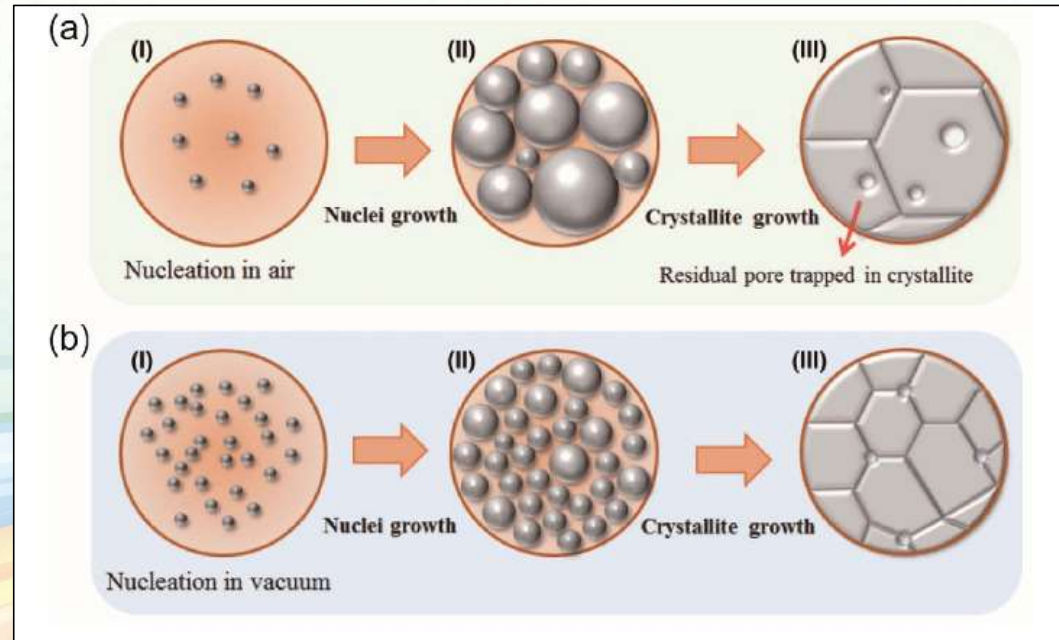 (a)
(I)
(II)
(III)
Nuclei growth
Crystallite growth
Nucleation in air
Residual pore trapped in crystallite
(b)
(I)
(II)
(III)
Nuclei growth
Crystallite growth
Nucleation in vacuum